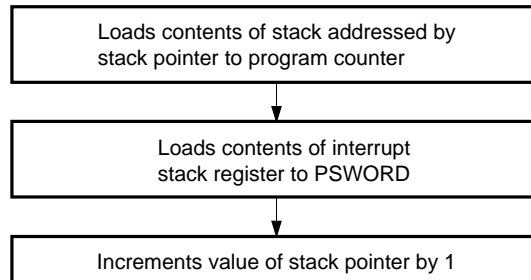 Loads contents of stack addressed by
stack pointer to program counter
Loads contents of interrupt
stack register to PSWORD
Increments value of stack pointer by 1